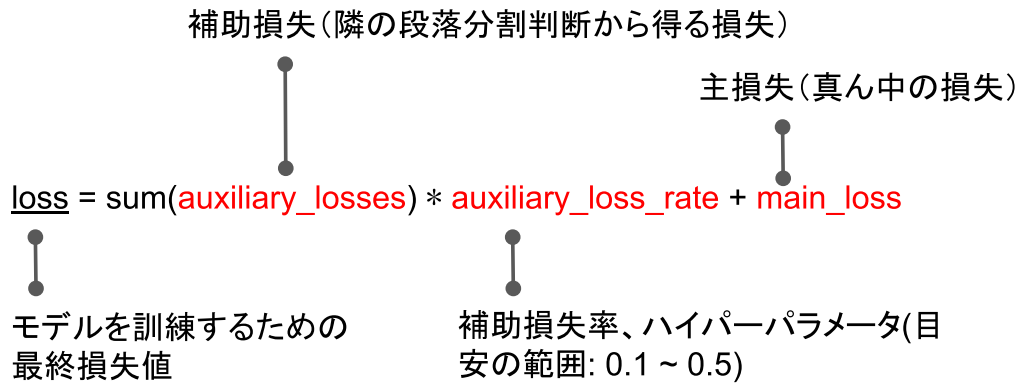 補助損失（隣の段落分割判断から得る損失）
主損失（真ん中の損失）
loss = sum(auxiliary_losses) * auxiliary_loss_rate + main_loss
モデルを訓練するための
最終損失値
補助損失率、ハイパーパラメータ(目
安の範囲: 0.1 ~ 0.5)